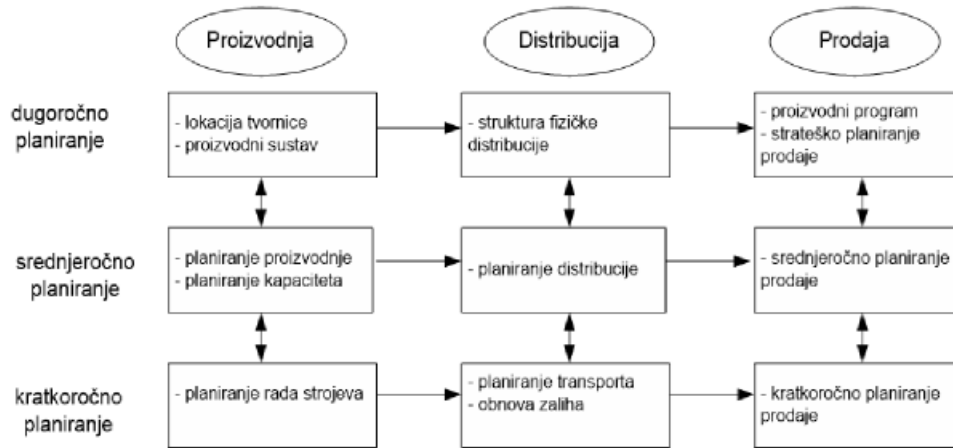 Proizvodnja
Distribucija
Prodaja
dugoročno
planiranje
- lokacija tvornice
- proizvodni sustav
- struktura fizičke
distribucije
- proizvodni program
- strateško planiranje
prodaje
srednjeročno
planiranje
- planiranje proizvodnje
- planiranje kapaciteta
- planiranje distribucije
- srednjeročno planiranje
prodaje
kratkoročno
planiranje
- planiranje rada strojeva
- planiranje transporta
- obnova zaliha
- kratkoročno planiranje
prodaje